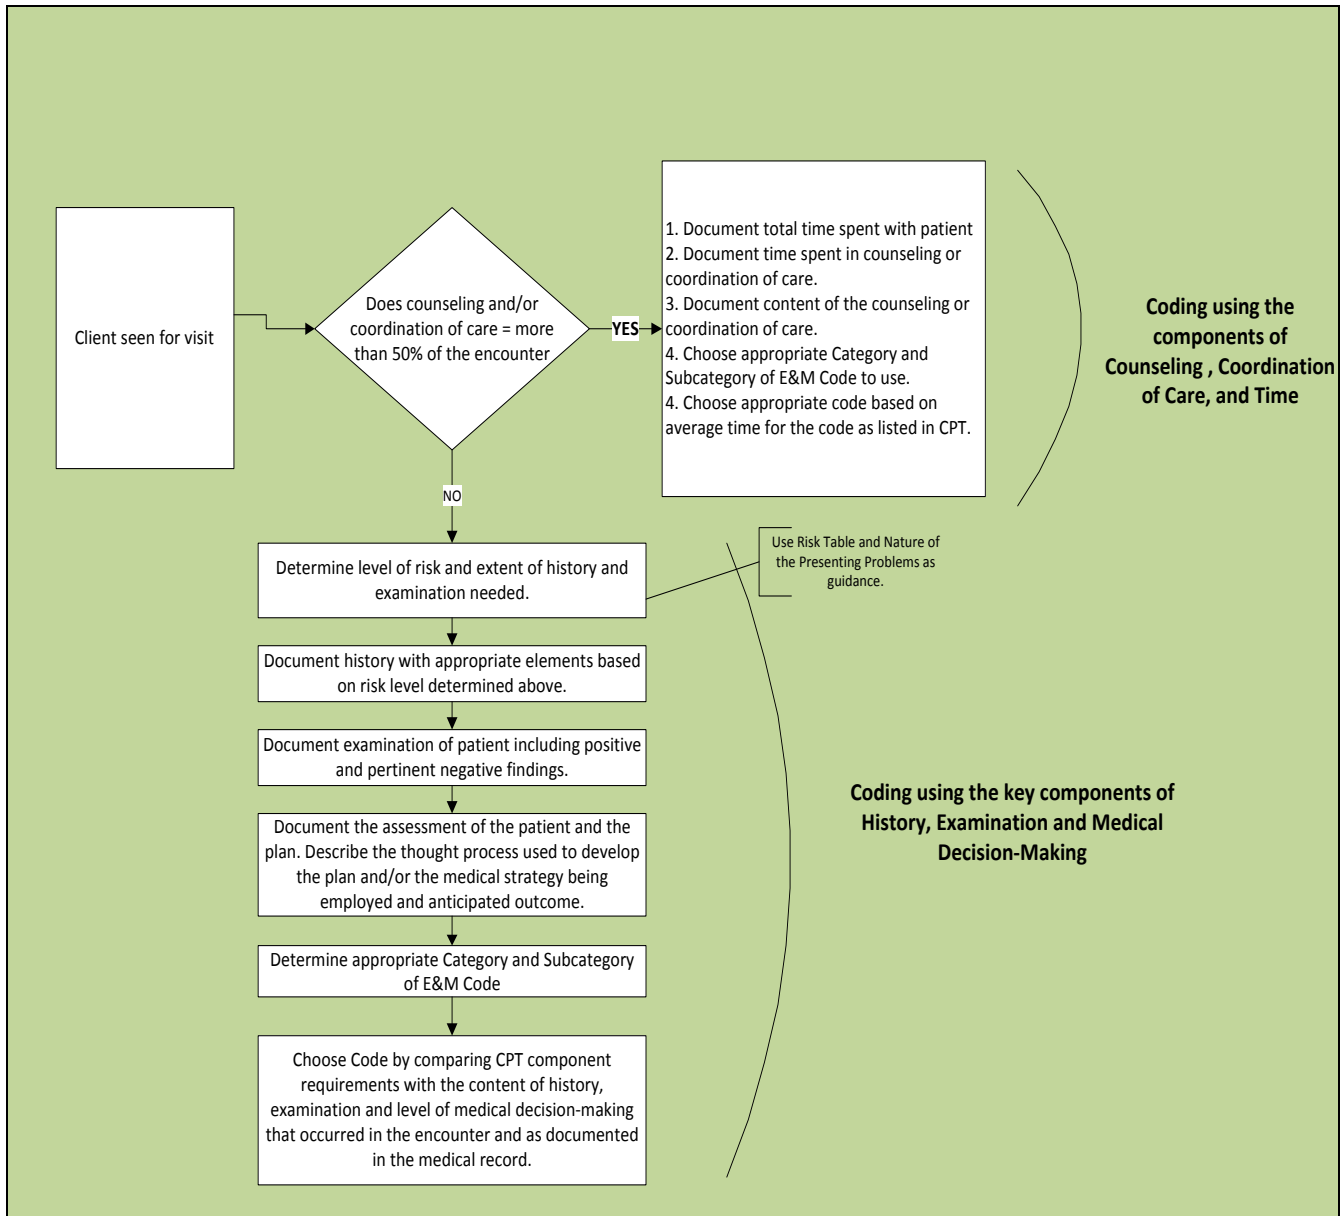 Client seen for visit
Does counseling and/or
coordination of care = more
than 50% of the encounter
YES
1. Document total time spent with patient
2. Document time spent in counseling or
coordination of care.
3. Document content of the counseling or
coordination of care.
4. Choose appropriate Category and
Subcategory of E&M Code to use.
4. Choose appropriate code based on
average time for the code as listed in CPT.
Coding using the
components of
Counseling , Coordination
of Care, and Time
NO
Determine level of risk and extent of history and
examination needed.
Use Risk Table and Nature of
the Presenting Problems as
guidance.
Document history with appropriate elements based
on risk level determined above.
Document examination of patient including positive
and pertinent negative findings.
Document the assessment of the patient and the
plan. Describe the thought process used to develop
the plan and/or the medical strategy being
employed and anticipated outcome.
Determine appropriate Category and Subcategory
of E&M Code
Choose Code by comparing CPT component
requirements with the content of history,
examination and level of medical decision-making
that occurred in the encounter and as documented
in the medical record.
Coding using the key components of
History, Examination and Medical
Decision-Making